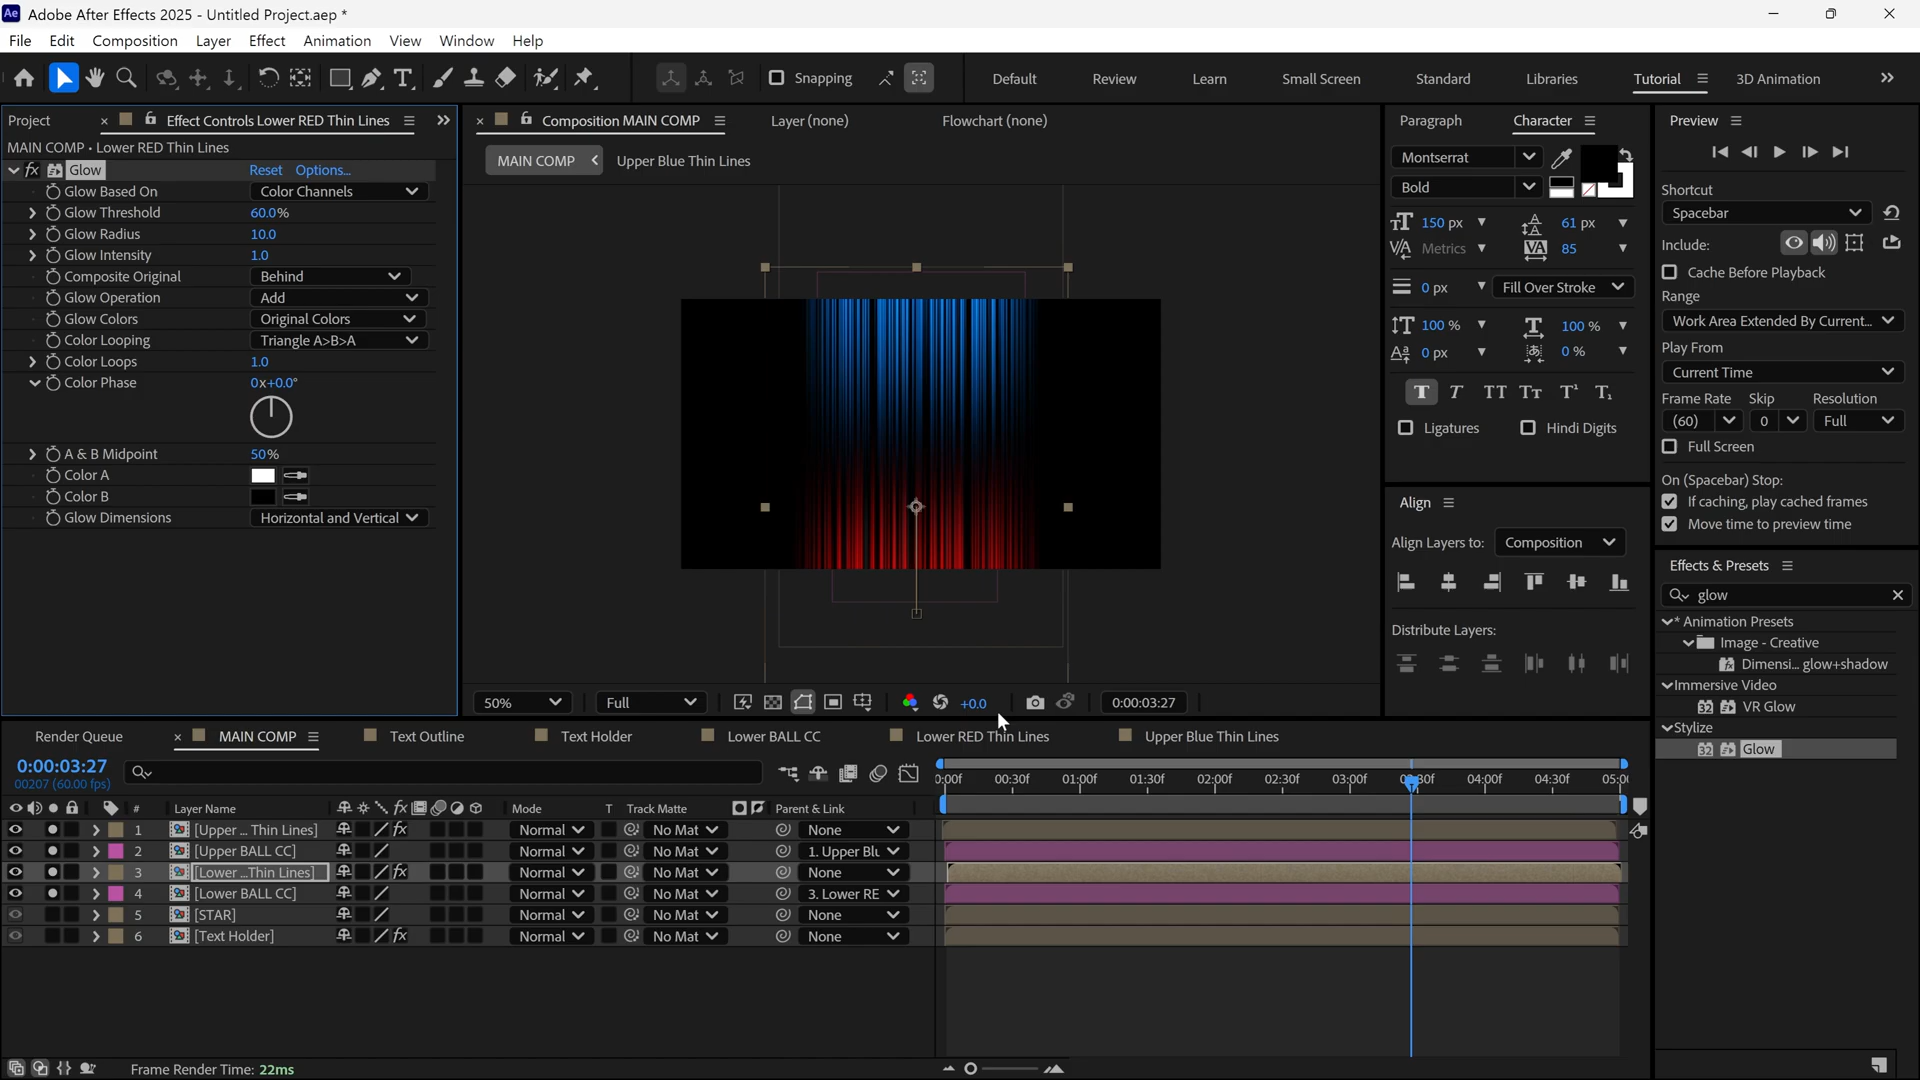 Adobe After Effects 2025 - Untitled Project.aep *
File Edit Composition Layer Effect Animation View Window Help
Snapping
Default Review Learn Small Screen Standard Libraries Tutorial 3D Animation
Project
Effect Controls Lower RED Thin Lines
MAIN COMP • Lower RED Thin Lines
fx Glow Reset Options...
Glow Based On Color Channels
Glow Threshold 60.0%
Glow Radius 10.0
Glow Intensity 1.0
Composite Original Behind
Glow Operation Add
Glow Colors Original Colors
Color Looping Triangle A>B>A
Color Loops 1.0
Color Phase 0x+0.0°
A & B Midpoint 50%
Color A
Color B
Glow Dimensions Horizontal and Vertical
Composition MAIN COMP
Layer (none)
Flowchart (none)
MAIN COMP
Upper Blue Thin Lines
50% Full +0.0 0:00:03:27
Paragraph Character
Montserrat
Bold
150 px 61 px
Metrics 85
0 px Fill Over Stroke
100 % 100 %
0 px 0 %
Ligatures Hindi Digits
Align
Align Layers to: Composition
Distribute Layers:
Preview
Shortcut
Spacebar
Include:
Cache Before Playback
Range
Work Area Extended By Current...
Play From
Current Time
Frame Rate Skip Resolution
(60) 0 Full
Full Screen
On (Spacebar) Stop:
If caching, play cached frames
Move time to preview time
Effects & Presets
glow
* Animation Presets
Image - Creative
Dimensi... glow+shadow
Immersive Video
VR Glow
Stylize
Glow
Render Queue MAIN COMP Text Outline Text Holder Lower BALL CC Lower RED Thin Lines Upper Blue Thin Lines
0:00:03:27
00207 (60.00 fps)
0:00f 00:30f 01:00f 01:30f 02:00f 02:30f 03:00f 03:30f 04:00f 04:30f 05:00
# Layer Name Mode T Track Matte Parent & Link
1 [Upper ... Thin Lines] Normal No Mat None
2 [Upper BALL CC] Normal No Mat 1. Upper Blu
3 [Lower ...Thin Lines] Normal No Mat None
4 [Lower BALL CC] Normal No Mat 3. Lower RE
5 [STAR] Normal No Mat None
6 [Text Holder] Normal No Mat None
Frame Render Time: 22ms